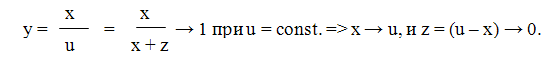 y = x/u = x/(x + z) → 1 при u = const. => x → u, и z = (u – x) → 0.